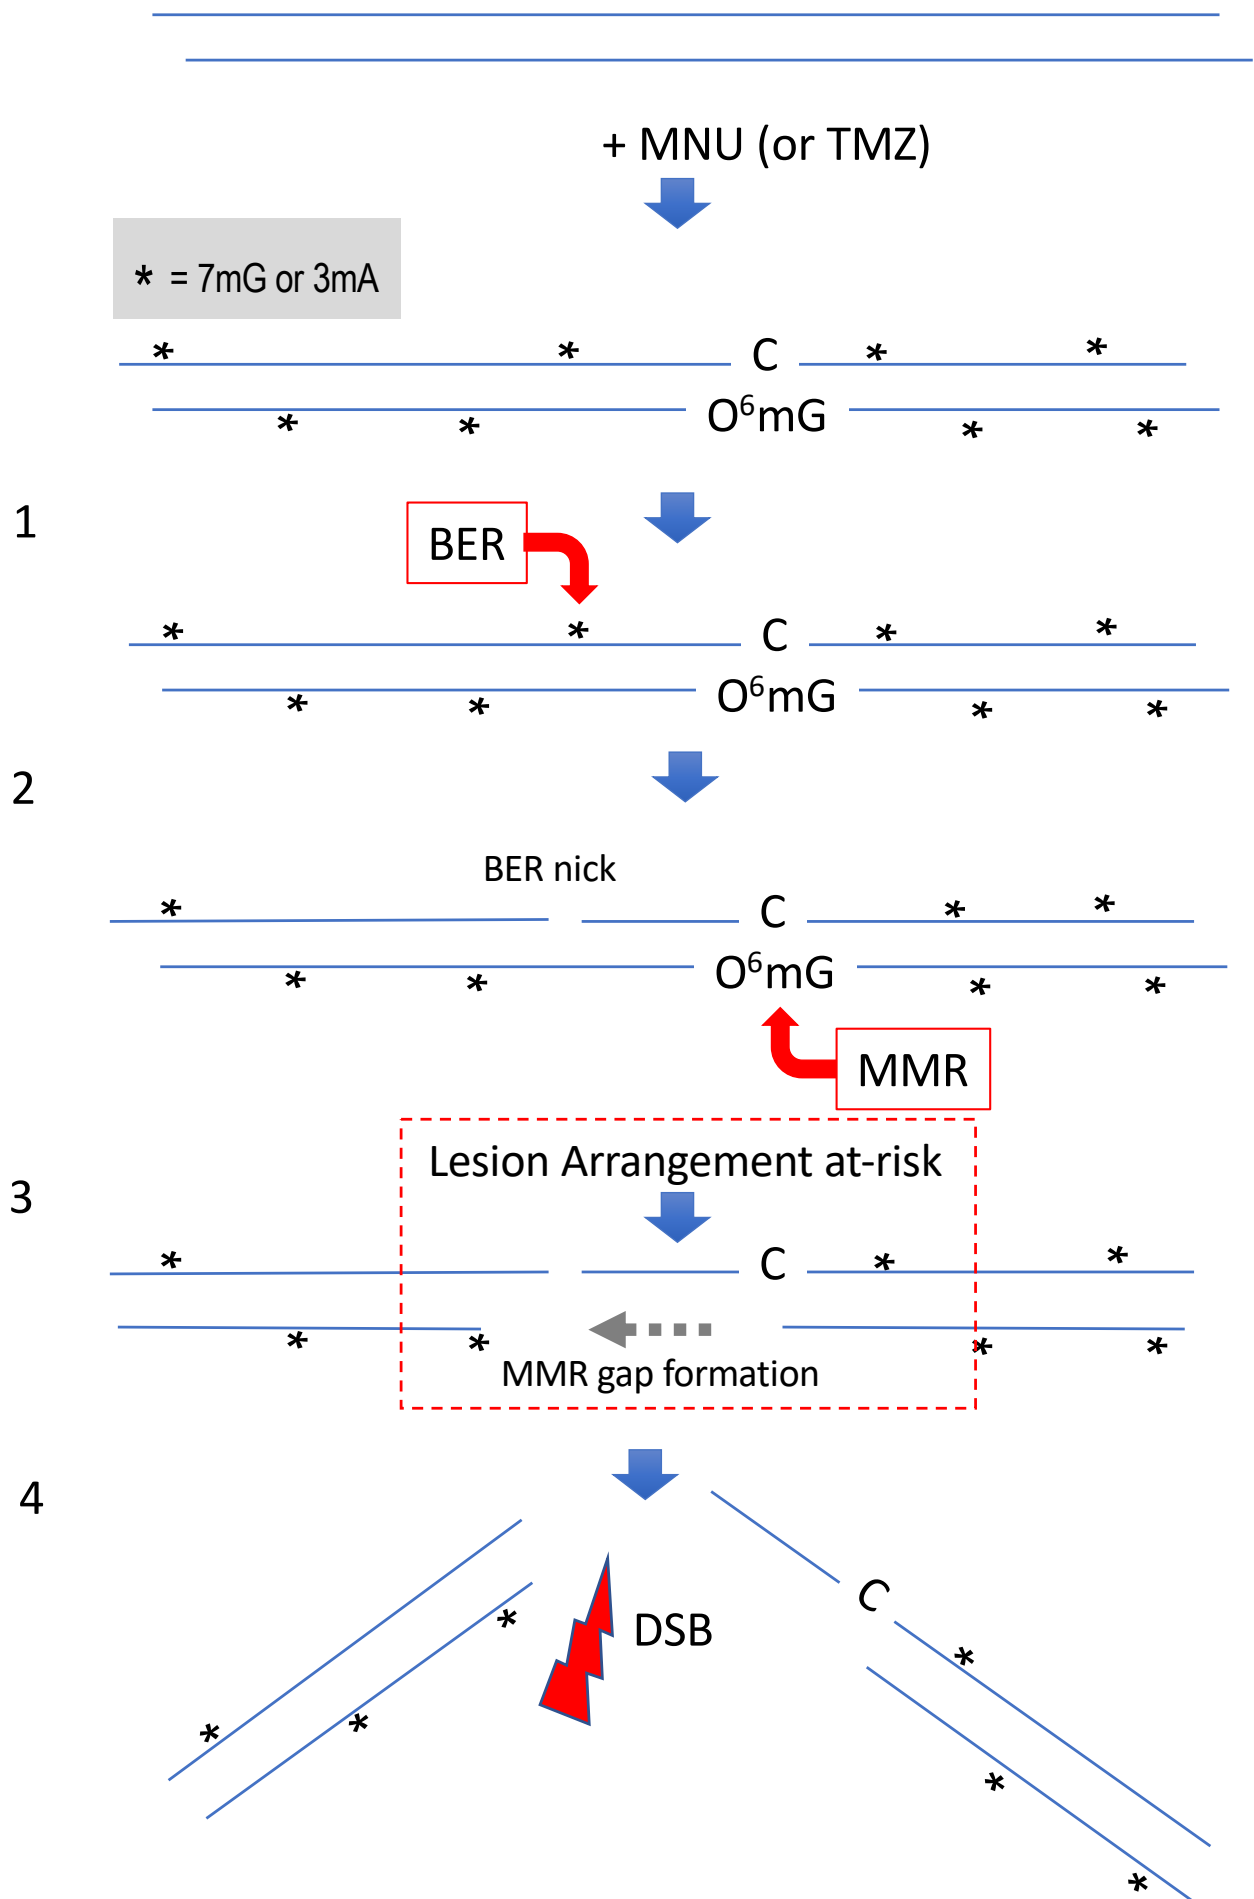 + MNU (or TMZ)
* = 7mG or 3mA
* * C * *
* * O⁶mG * *
1
BER
* * C * *
* * O⁶mG * *
2
BER nick
* C * *
* * O⁶mG * *
MMR
Lesion Arrangement at-risk
3
* C * *
* * * *
MMR gap formation
4
C
* DSB *
* * *
*